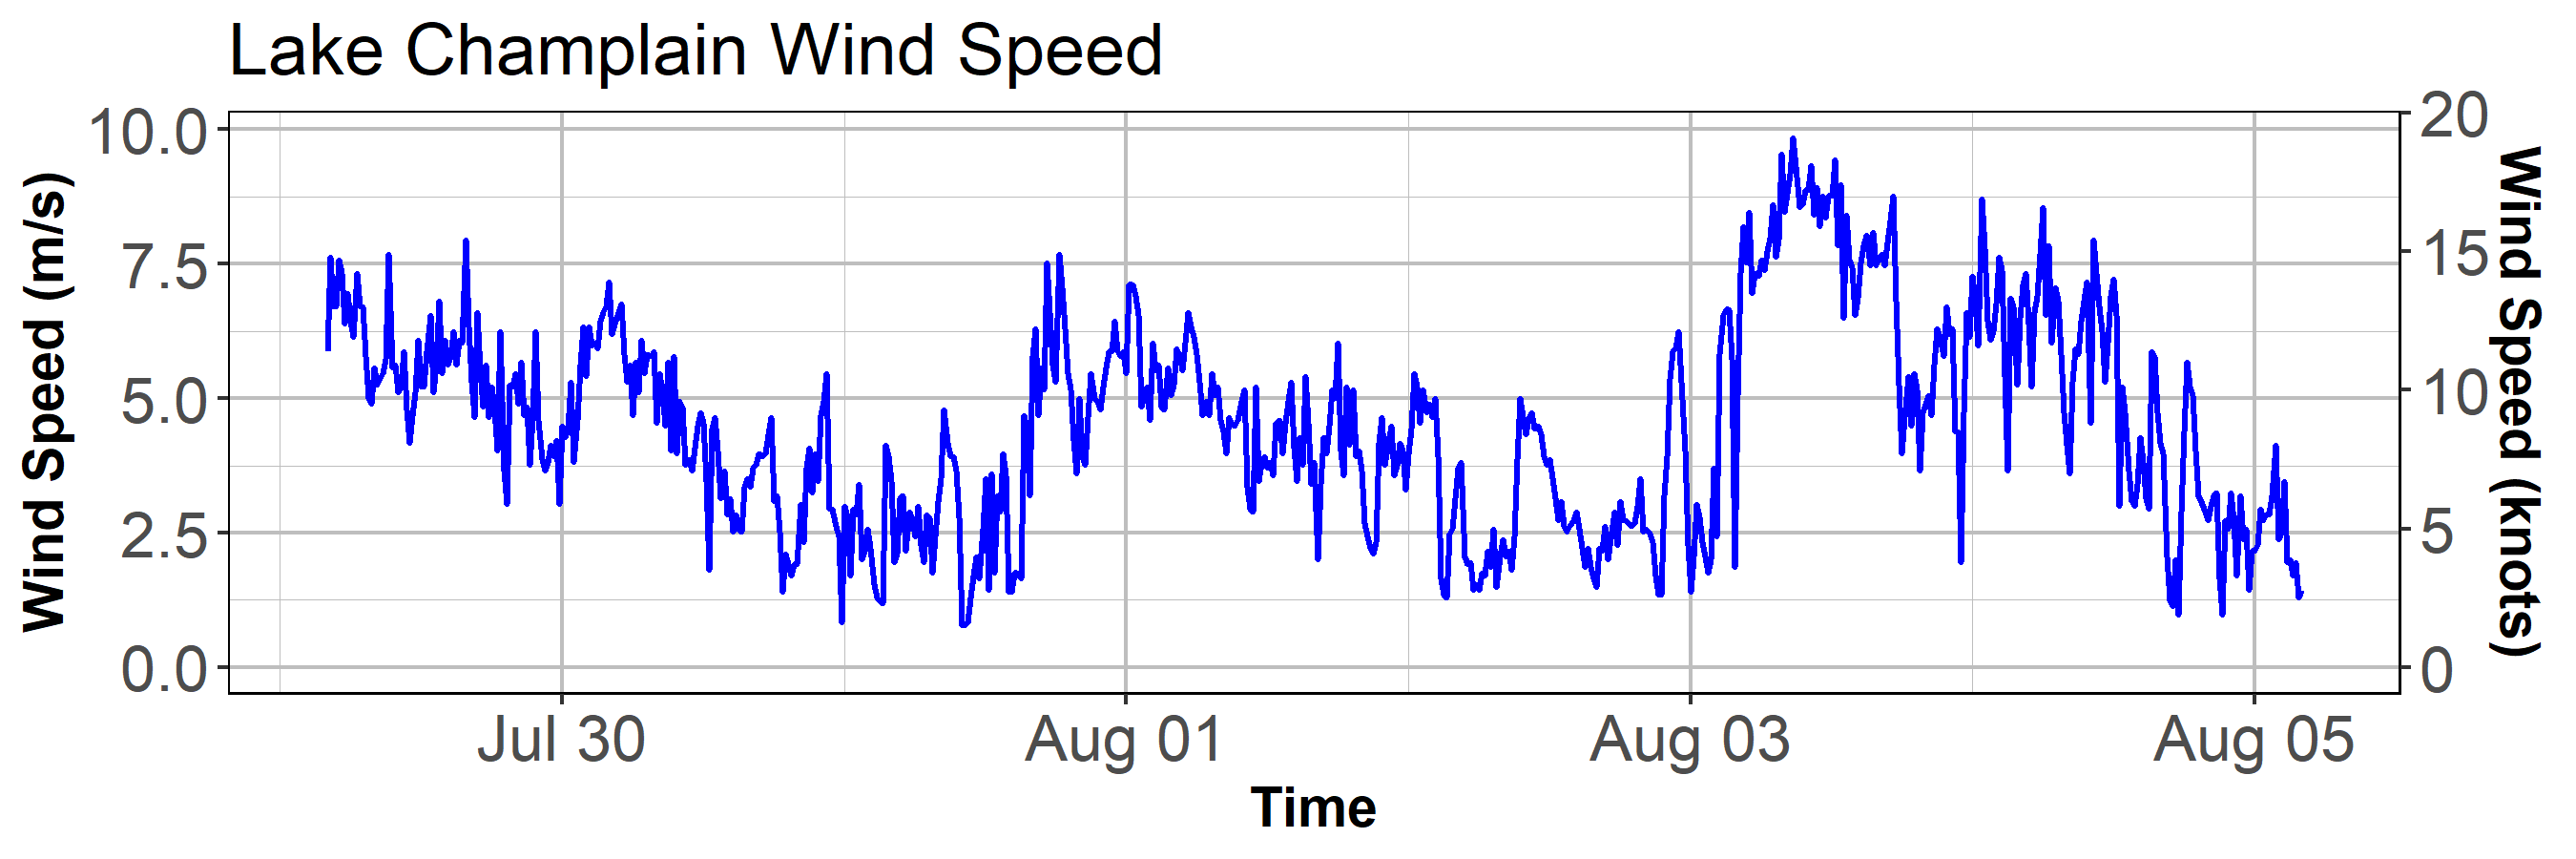 Lake Champlain Wind Speed
Wind Speed (m/s)
10.0
7.5
5.0
2.5
0.0
20
15
10
5
0
Wind Speed (knots)
Jul 30
Aug 01
Aug 03
Aug 05
Time